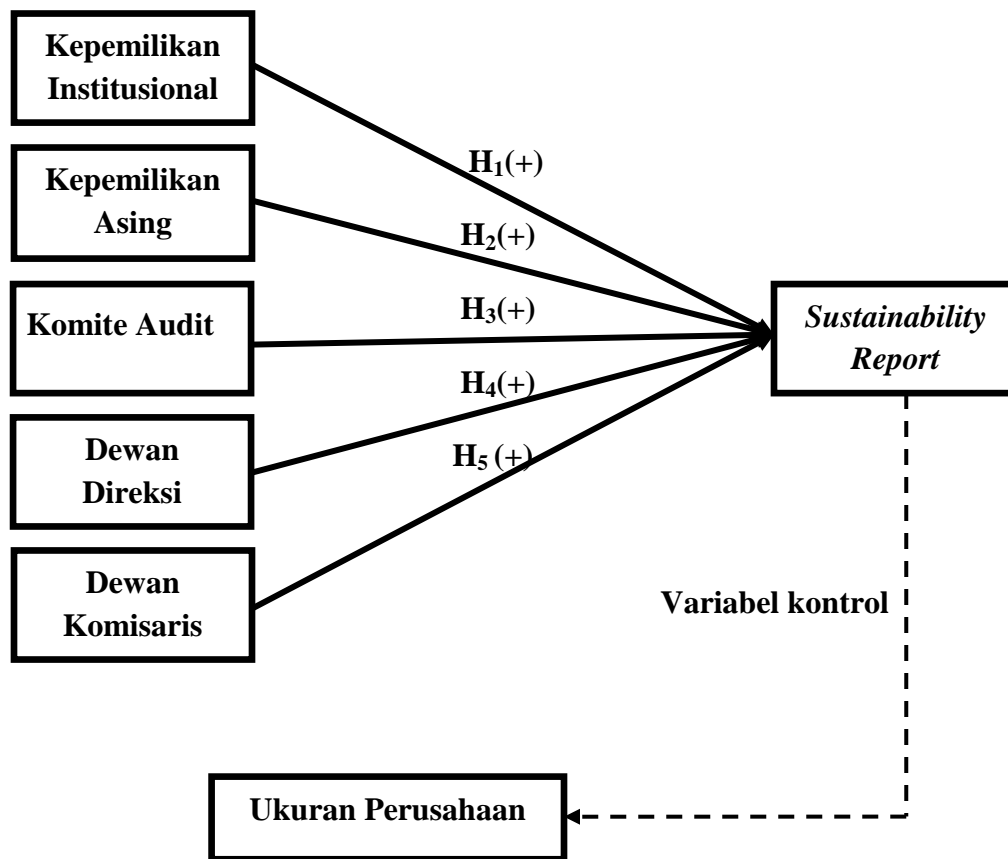 Kepemilikan
Institusional
H₁(+)
Kepemilikan
Asing
H₂(+)
Komite Audit
H₃(+)
Sustainability
Report
H₄(+)
Dewan
Direksi
H₅ (+)
Dewan
Komisaris
Variabel kontrol
Ukuran Perusahaan